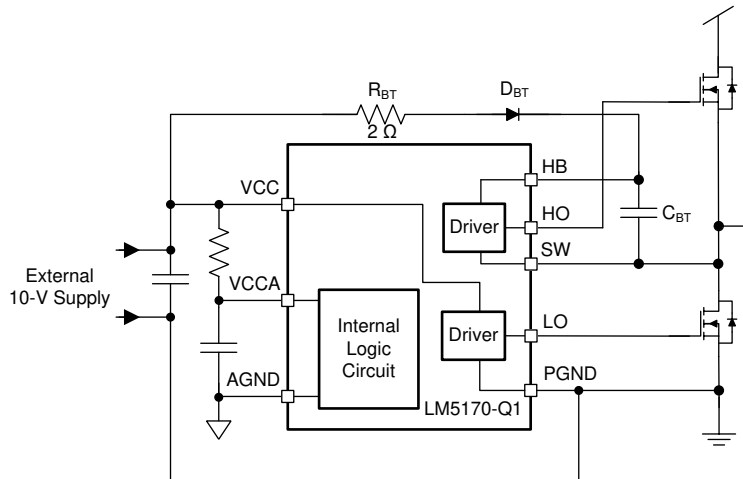 R_BT
2 Ω
D_BT
HB
VCC
HO
Driver
C_BT
SW
External
10-V Supply
VCCA
Internal
Logic
Circuit
Driver
LO
AGND
PGND
LM5170-Q1